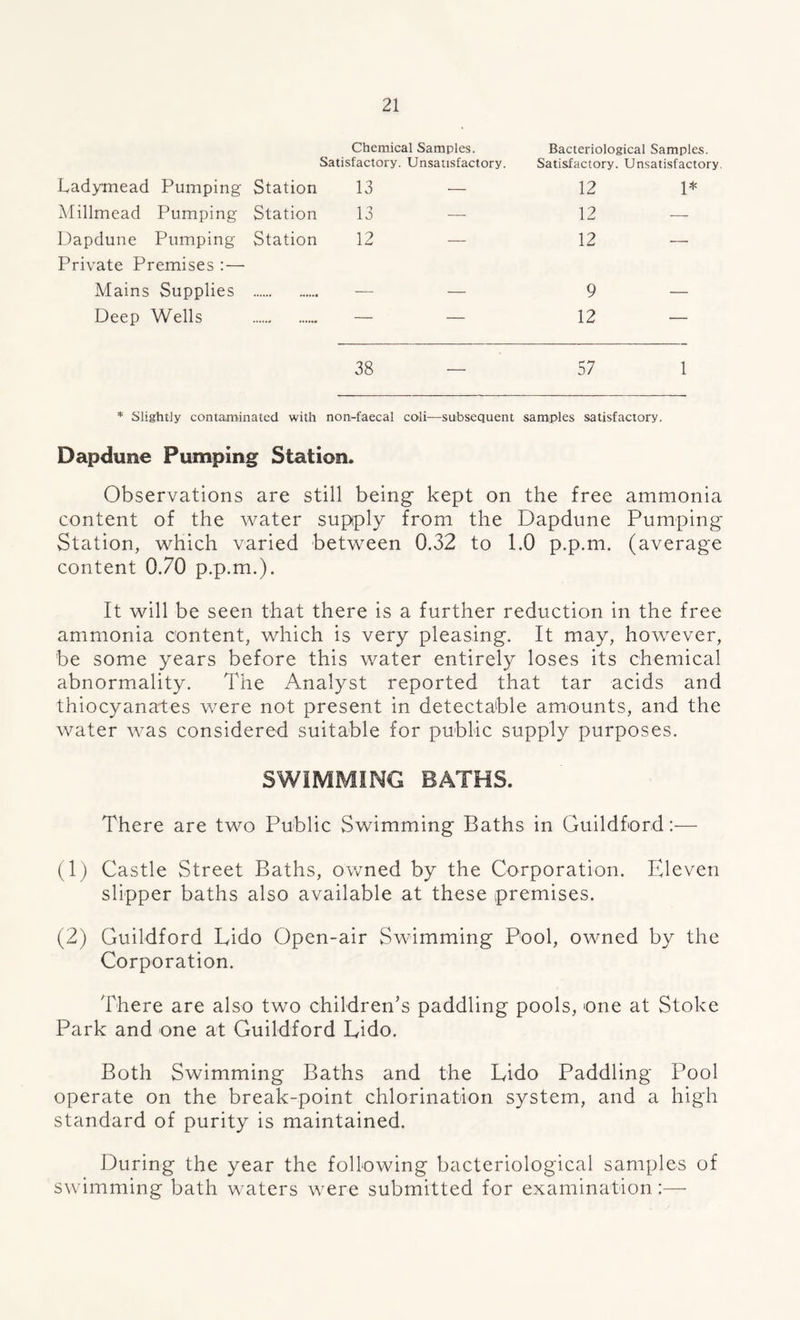 21
Chemical Samples. Bacteriological Samples.
Satisfactory. Unsatisfactory. Satisfactory. Unsatisfactory.
Ladymead Pumping Station 13 — 12 1*
Millmead Pumping Station 13 — 12 —
Dapdune Pumping Station 12 — 12 —
Private Premises :—
Mains Supplies ...... ...... — — 9 —
Deep Wells ...... ...... — — 12 —
38 — 57 1
* Slightly contaminated with non-faecal coli—subsequent samples satisfactory.
Dapdune Pumping Station.
Observations are still being kept on the free ammonia
content of the water supply from the Dapdune Pumping
Station, which varied between 0.32 to 1.0 p.p.m. (average
content 0.70 p.p.m.).
It will be seen that there is a further reduction in the free
ammonia content, which is very pleasing. It may, however,
be some years before this water entirely loses its chemical
abnormality. The Analyst reported that tar acids and
thiocyanates were not present in detectable amounts, and the
water was considered suitable for public supply purposes.
SWIMMING BATHS.
There are two Public Swimming Baths in Guildford:—
(1) Castle Street Baths, owned by the Corporation. Eleven
slipper baths also available at these premises.
(2) Guildford Lido Open-air Swimming Pool, owned by the
Corporation.
There are also two children's paddling pools, one at Stoke
Park and one at Guildford Lido.
Both Swimming Baths and the Lido Paddling Pool
operate on the break-point chlorination system, and a high
standard of purity is maintained.
During the year the following bacteriological samples of
swimming bath waters were submitted for examination:—